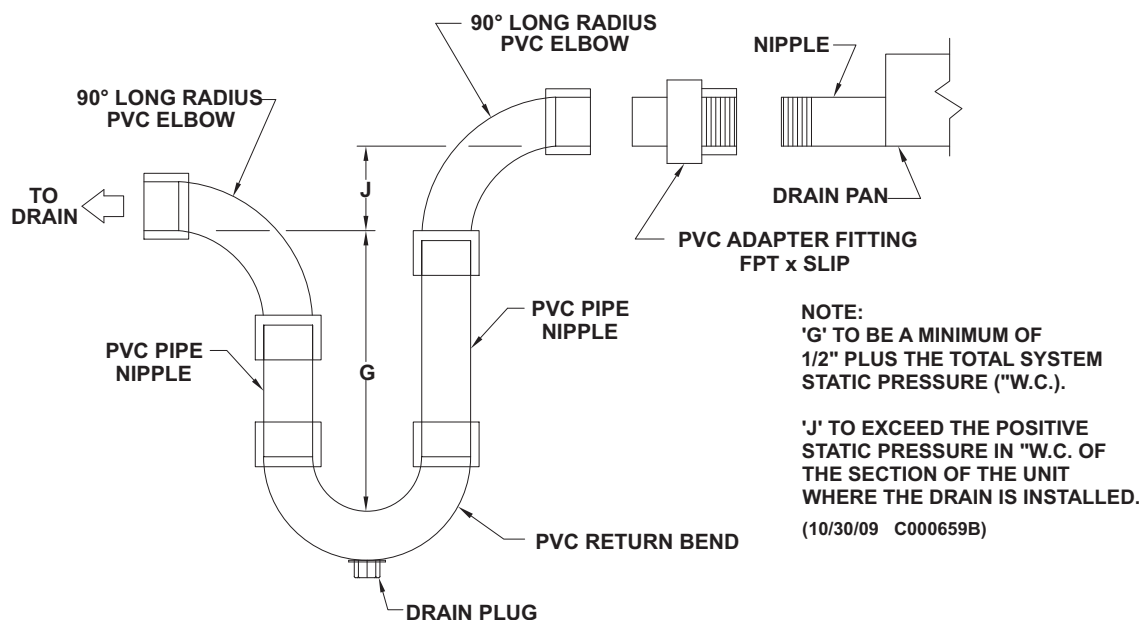 90° LONG RADIUS
PVC ELBOW
NIPPLE
90° LONG RADIUS
PVC ELBOW
J
TO
DRAIN
DRAIN PAN
PVC ADAPTER FITTING
FPT x SLIP
PVC PIPE
NIPPLE
PVC PIPE
NIPPLE
G
NOTE:
'G' TO BE A MINIMUM OF
1/2" PLUS THE TOTAL SYSTEM
STATIC PRESSURE ("W.C.).
'J' TO EXCEED THE POSITIVE
STATIC PRESSURE IN "W.C. OF
THE SECTION OF THE UNIT
WHERE THE DRAIN IS INSTALLED.
(10/30/09 C000659B)
PVC RETURN BEND
DRAIN PLUG